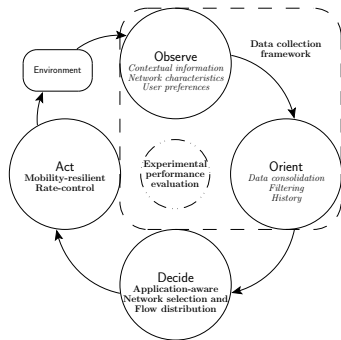 Observe
Contextual information
Network characteristics
User preferences
Data collection
framework
Environment
Act
Mobility-resilient
Rate-control
Experimental
performance
evaluation
Orient
Data consolidation
Filtering
History
Decide
Application-aware
Network selection and
Flow distribution